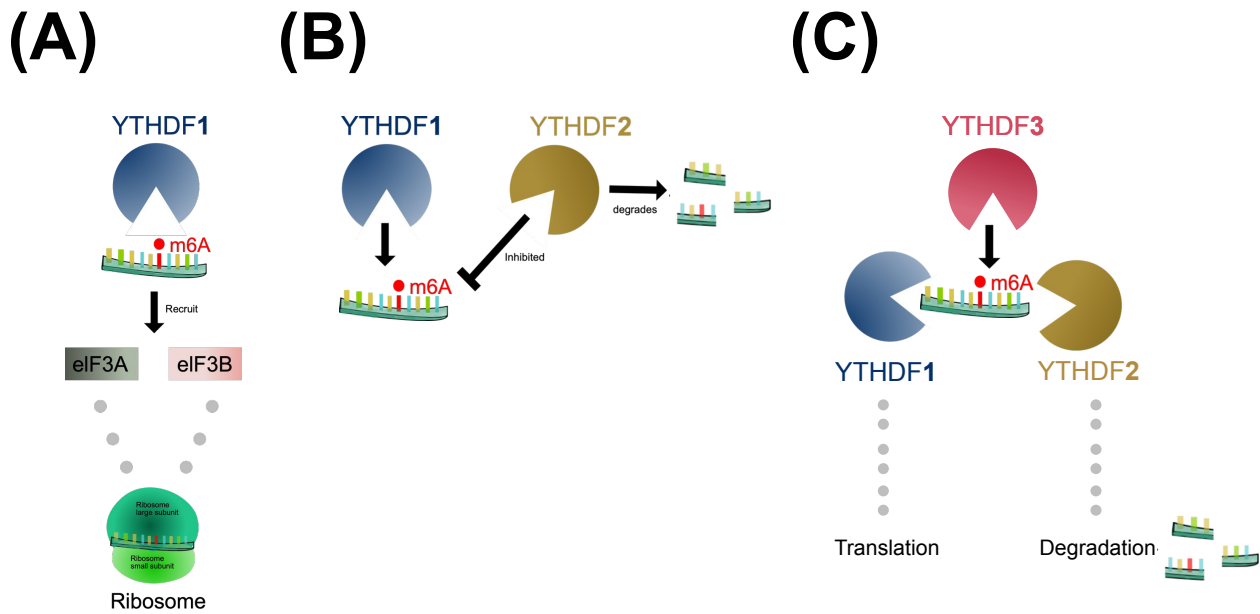 (A)
YTHDF1
m6A
Recruit
eIF3A
eIF3B
Ribosome
large subunit
Ribosome
small subunit
Ribosome
(B)
YTHDF1
YTHDF2
degrades
Inhibited
m6A
(C)
YTHDF3
m6A
YTHDF1
YTHDF2
Translation
Degradation